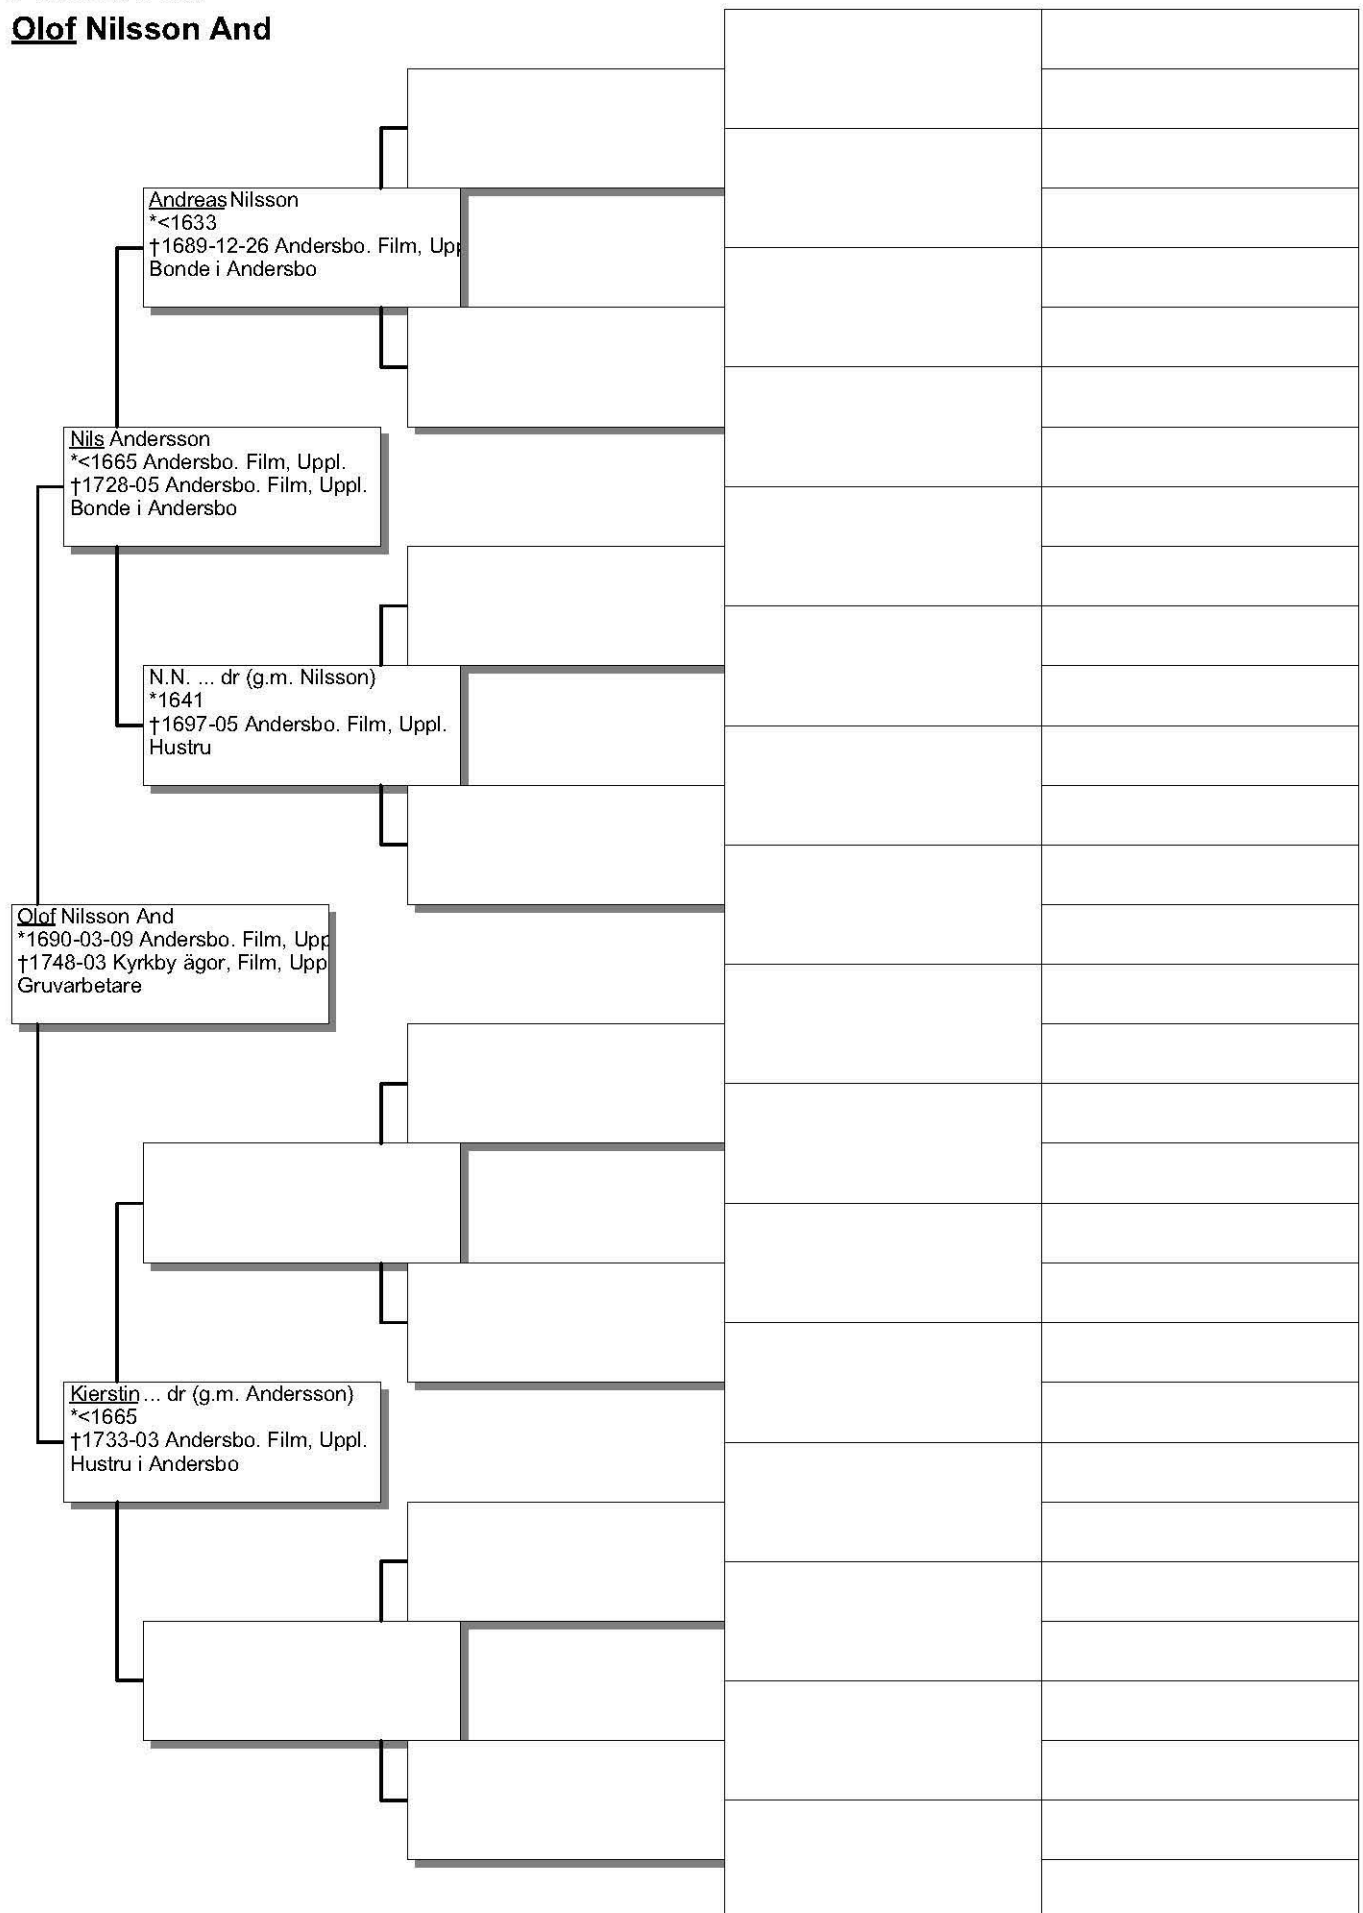 Olof Nilsson And
Andreas Nilsson
*<1633
†1689-12-26 Andersbo. Film, Upp
Bonde i Andersbo
Nils Andersson
*<1665 Andersbo. Film, Uppl.
†1728-05 Andersbo. Film, Uppl.
Bonde i Andersbo
N.N. ... dr (g.m. Nilsson)
*1641
†1697-05 Andersbo. Film, Uppl.
Hustru
Olof Nilsson And
*1690-03-09 Andersbo. Film, Upp
†1748-03 Kyrkby ägor, Film, Upp
Gruvarbetare
Kierstin ... dr (g.m. Andersson)
*<1665
†1733-03 Andersbo. Film, Uppl.
Hustru i Andersbo